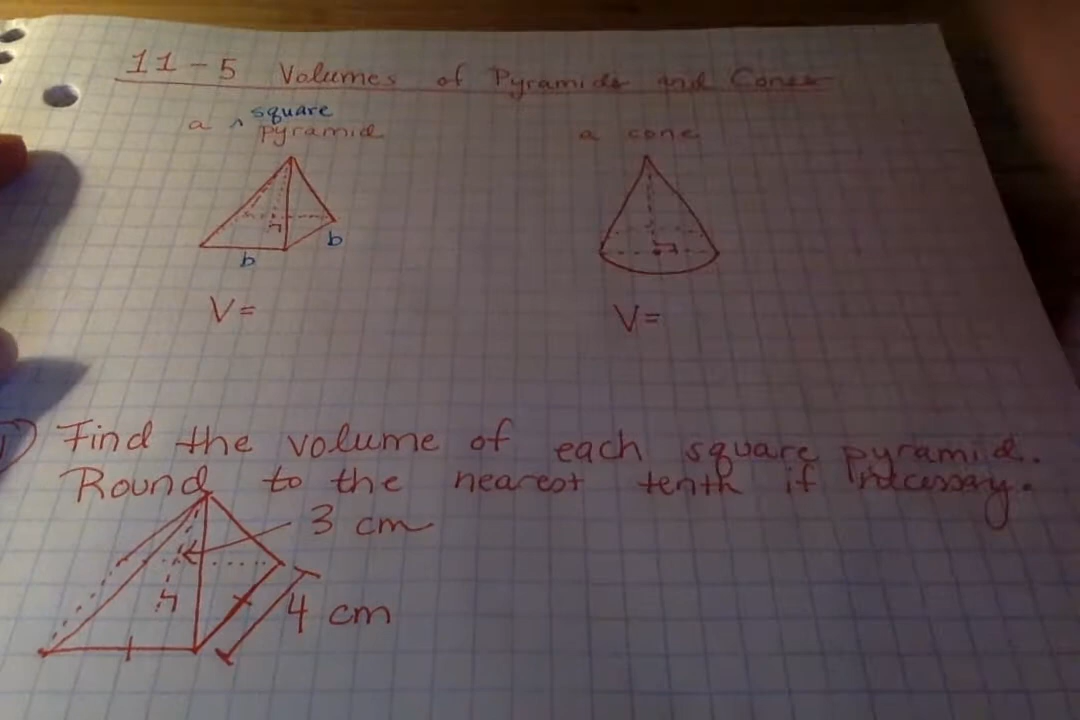 11-5 Volumes of Pyramids and Cones
a ^ square pyramid
a cone
b
b
V=
V=
1) Find the volume of each square pyramid.
Round to the nearest tenth if necessary.
3 cm
4 cm